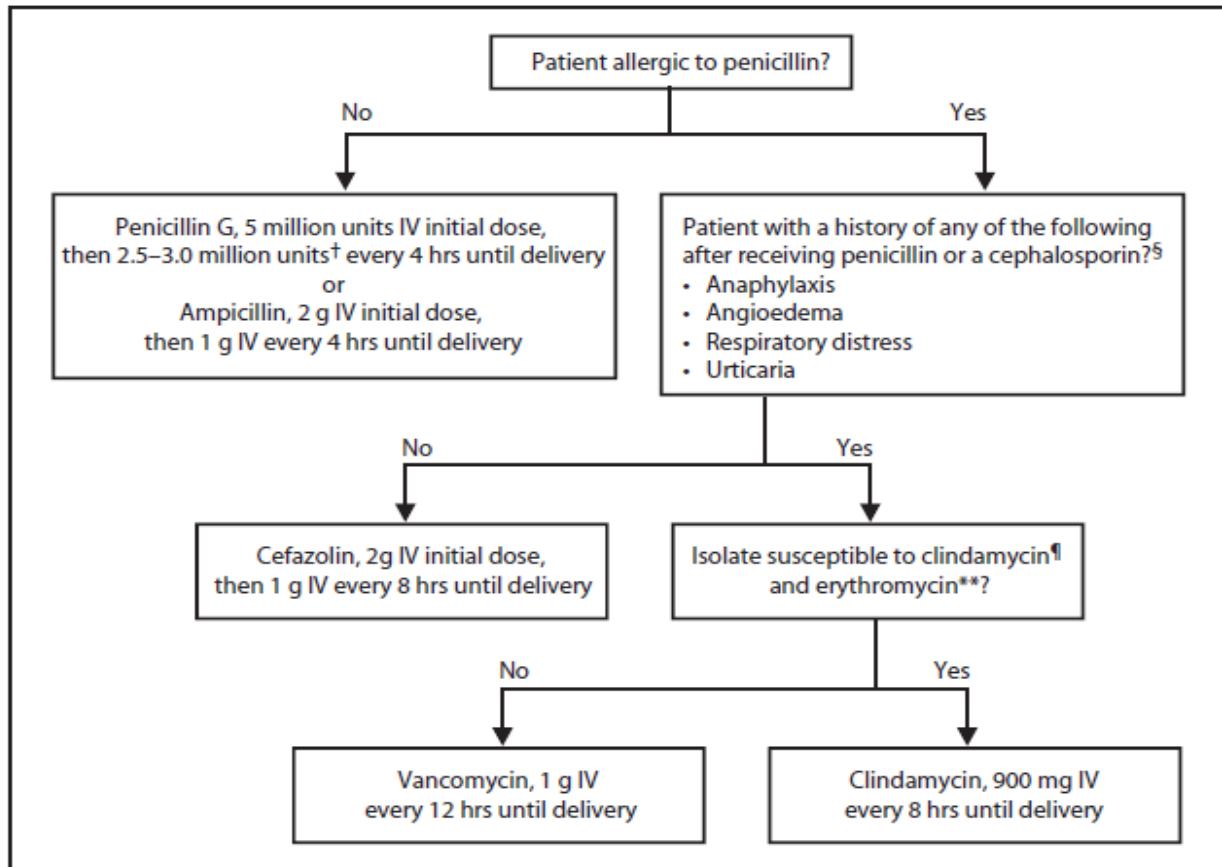 Patient allergic to penicillin?
No
Yes
Penicillin G, 5 million units IV initial dose,
then 2.5–3.0 million units† every 4 hrs until delivery
or
Ampicillin, 2 g IV initial dose,
then 1 g IV every 4 hrs until delivery
Patient with a history of any of the following
after receiving penicillin or a cephalosporin?§
• Anaphylaxis
• Angioedema
• Respiratory distress
• Urticaria
No
Yes
Cefazolin, 2g IV initial dose,
then 1 g IV every 8 hrs until delivery
Isolate susceptible to clindamycin¶
and erythromycin**?
No
Yes
Vancomycin, 1 g IV
every 12 hrs until delivery
Clindamycin, 900 mg IV
every 8 hrs until delivery